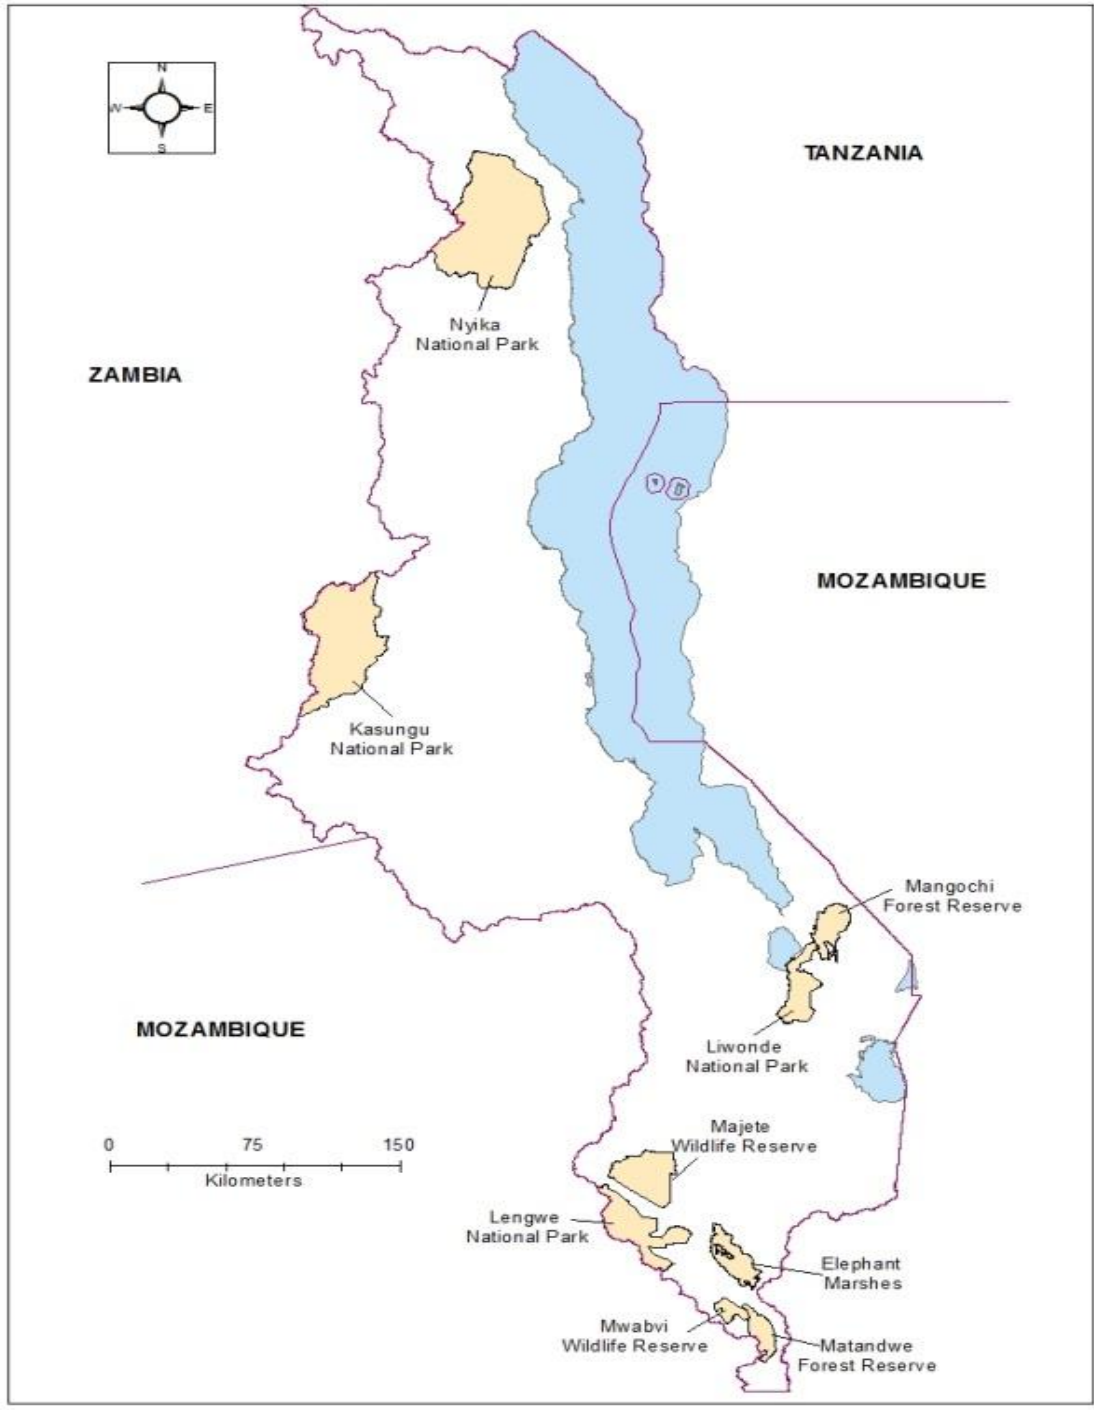 N
W E
S
TANZANIA
Nyika
National Park
ZAMBIA
MOZAMBIQUE
Kasungu
National Park
Mangochi
Forest Reserve
MOZAMBIQUE
Liwonde
National Park
0 75 150
Kilometers
Majete
Wildlife Reserve
Lengwe
National Park
Elephant
Marshes
Mwabvi
Wildlife Reserve
Matandwe
Forest Reserve